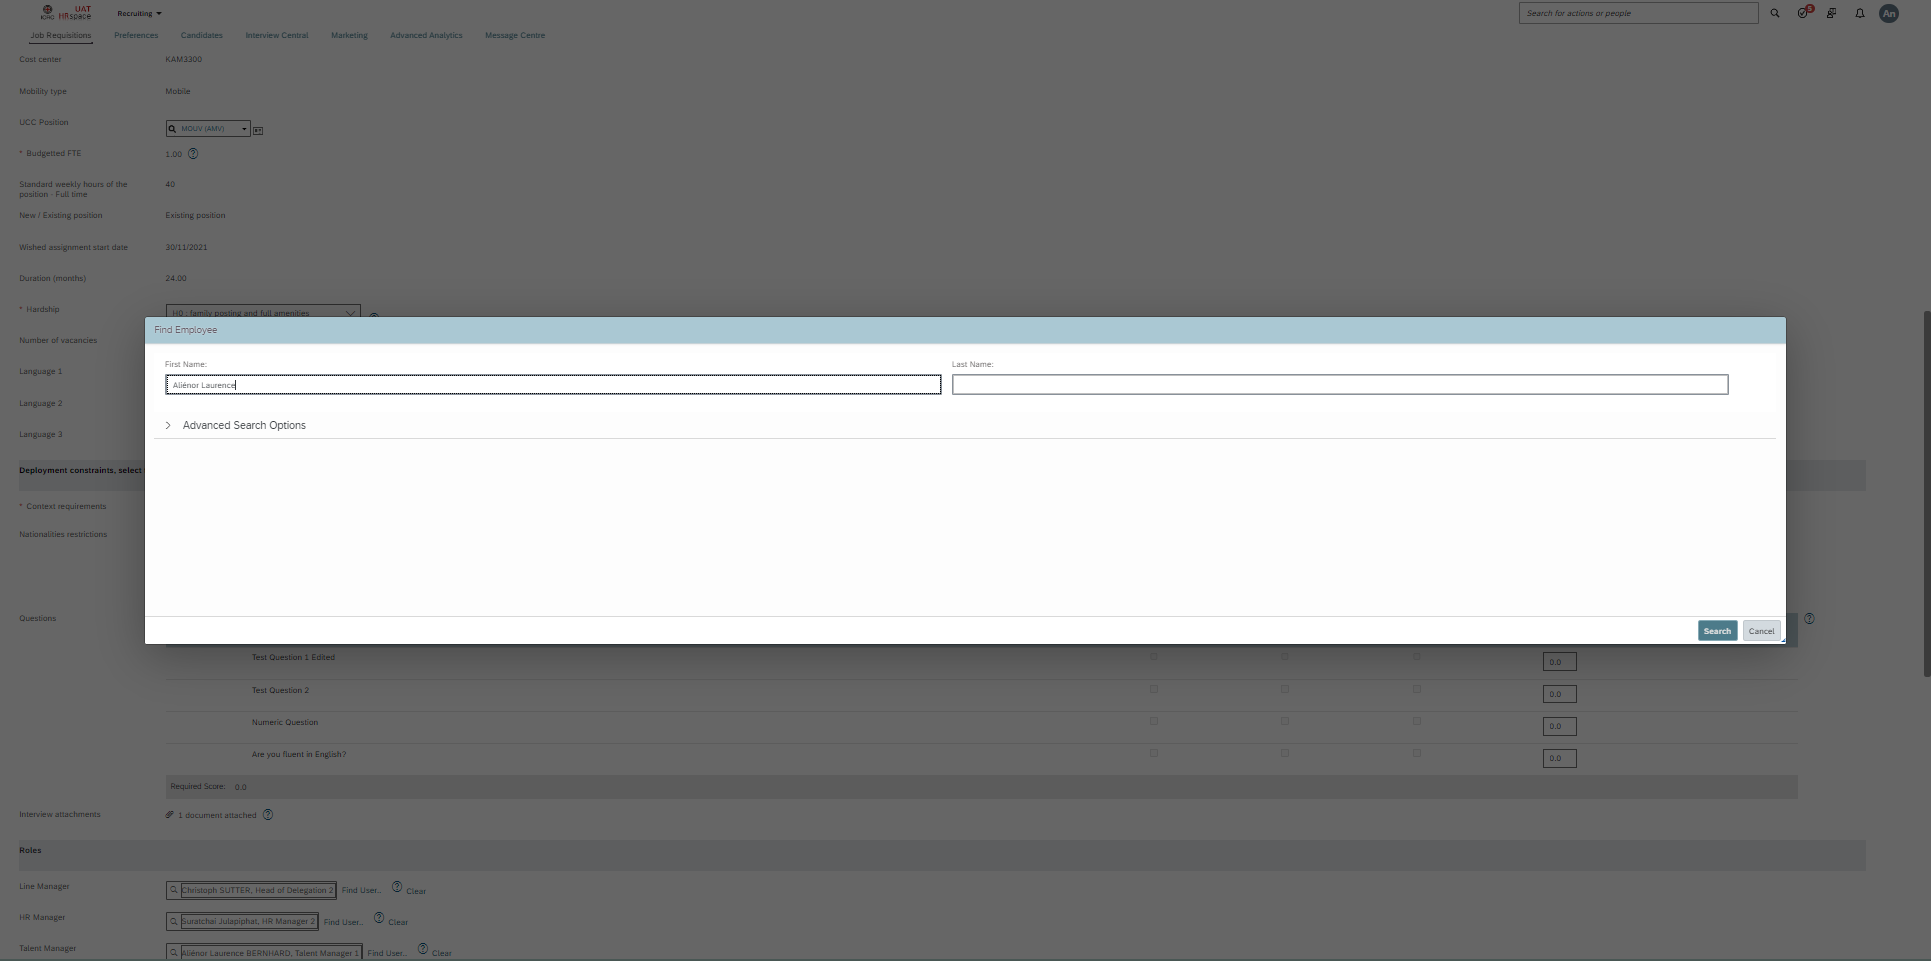 UAT
ICRC HRspace
Recruiting
Search for actions or people
5
An
Job Requisitions Preferences Candidates Interview Central Marketing Advanced Analytics Message Centre
Cost center KAM3300
Mobility type Mobile
UCC Position MOUV (AMV)
* Budgetted FTE 1.00
Standard weekly hours of the
position - Full time 40
New / Existing position Existing position
Wished assignment start date 30/11/2021
Duration (months) 24.00
* Hardship H0 : family posting and full amenities
Find Employee
Number of vacancies
First Name: Last Name:
Language 1
Aliénor Laurence
Language 2
Advanced Search Options
Language 3
Deployment constraints, select
* Context requirements
Nationalities restrictions
Questions
Search Cancel
Test Question 1 Edited 0.0
Test Question 2 0.0
Numeric Question 0.0
Are you fluent in English? 0.0
Required Score: 0.0
Interview attachments 1 document attached
Roles
Line Manager Christoph SUTTER, Head of Delegation 2 Find User... Clear
HR Manager Suratchai Julapiphat, HR Manager 2 Find User... Clear
Talent Manager Aliénor Laurence BERNHARD, Talent Manager 1 Find User... Clear